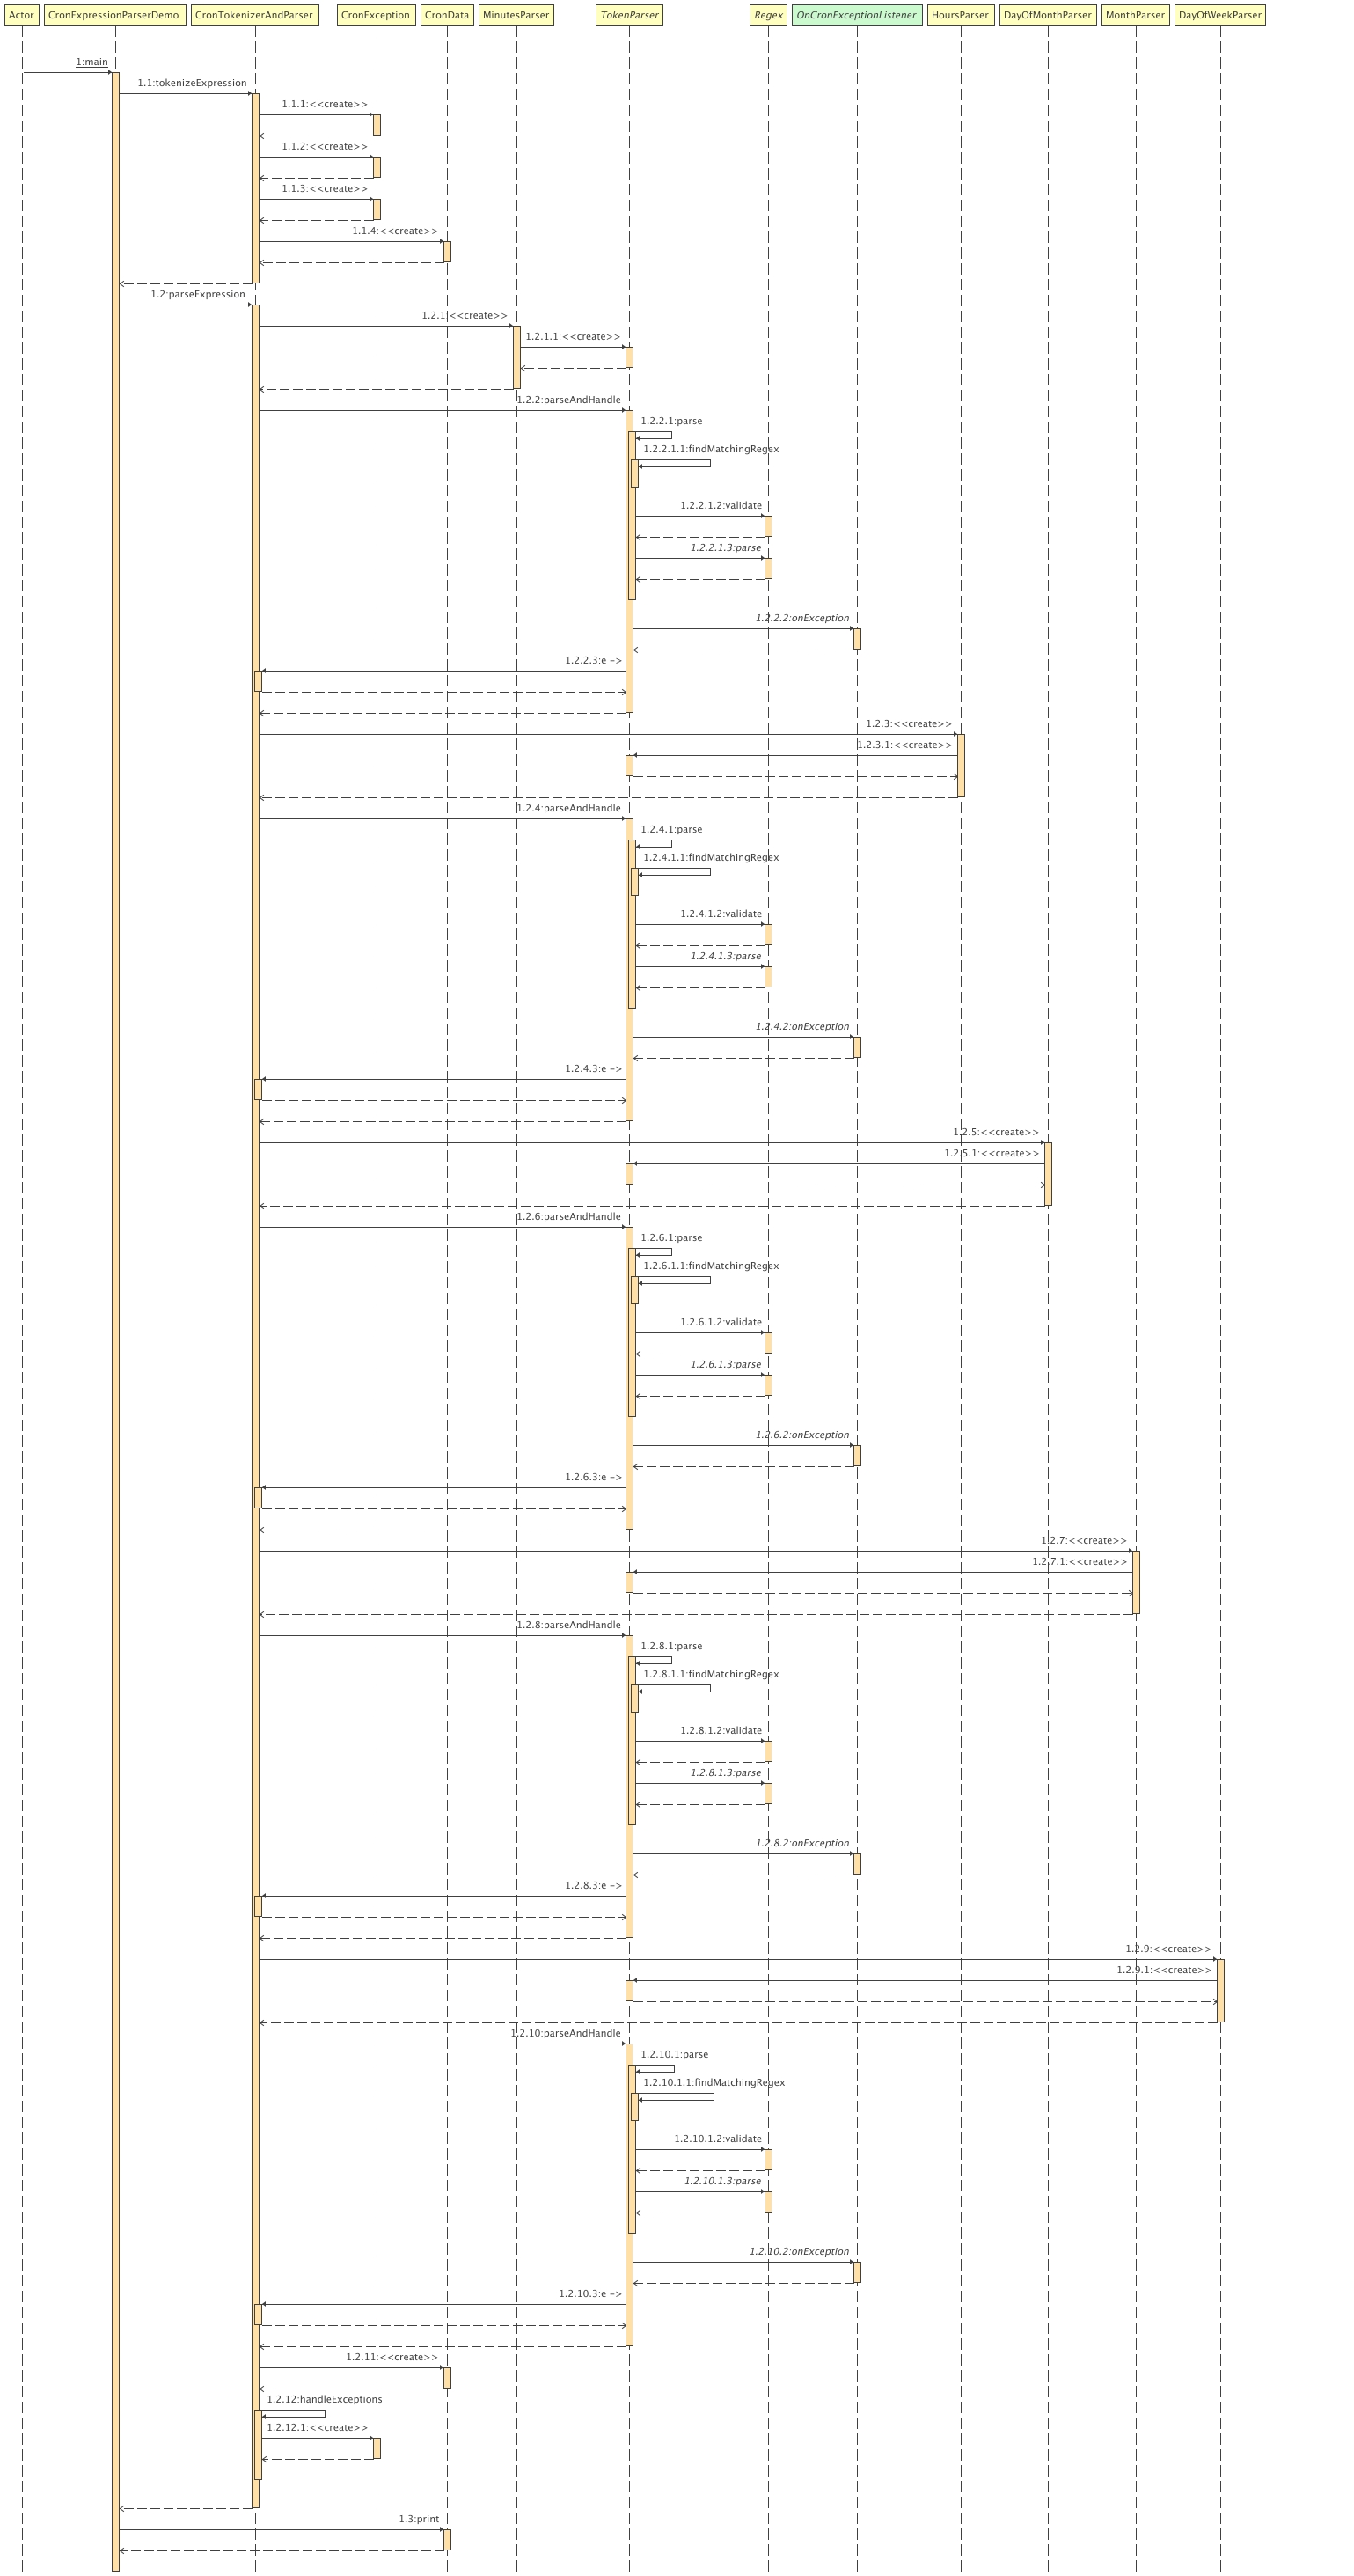 Actor
CronExpressionParserDemo
CronTokenizerAndParser
CronException
CronData
MinutesParser
TokenParser
Regex
OnCronExceptionListener
HoursParser
DayOfMonthParser
MonthParser
DayOfWeekParser
1:main
1.1:tokenizeExpression
1.1.1:<<create>>
1.1.2:<<create>>
1.1.3:<<create>>
1.1.4:<<create>>
1.2:parseExpression
1.2.1:<<create>>
1.2.1.1:<<create>>
1.2.2:parseAndHandle
1.2.2.1:parse
1.2.2.1.1:findMatchingRegex
1.2.2.1.2:validate
1.2.2.1.3:parse
1.2.2.2:onException
1.2.2.3:e ->
1.2.3:<<create>>
1.2.3.1:<<create>>
1.2.4:parseAndHandle
1.2.4.1:parse
1.2.4.1.1:findMatchingRegex
1.2.4.1.2:validate
1.2.4.1.3:parse
1.2.4.2:onException
1.2.4.3:e ->
1.2.5:<<create>>
1.2.5.1:<<create>>
1.2.6:parseAndHandle
1.2.6.1:parse
1.2.6.1.1:findMatchingRegex
1.2.6.1.2:validate
1.2.6.1.3:parse
1.2.6.2:onException
1.2.6.3:e ->
1.2.7:<<create>>
1.2.7.1:<<create>>
1.2.8:parseAndHandle
1.2.8.1:parse
1.2.8.1.1:findMatchingRegex
1.2.8.1.2:validate
1.2.8.1.3:parse
1.2.8.2:onException
1.2.8.3:e ->
1.2.9:<<create>>
1.2.9.1:<<create>>
1.2.10:parseAndHandle
1.2.10.1:parse
1.2.10.1.1:findMatchingRegex
1.2.10.1.2:validate
1.2.10.1.3:parse
1.2.10.2:onException
1.2.10.3:e ->
1.2.11:<<create>>
1.2.12:handleExceptions
1.2.12.1:<<create>>
1.3:print